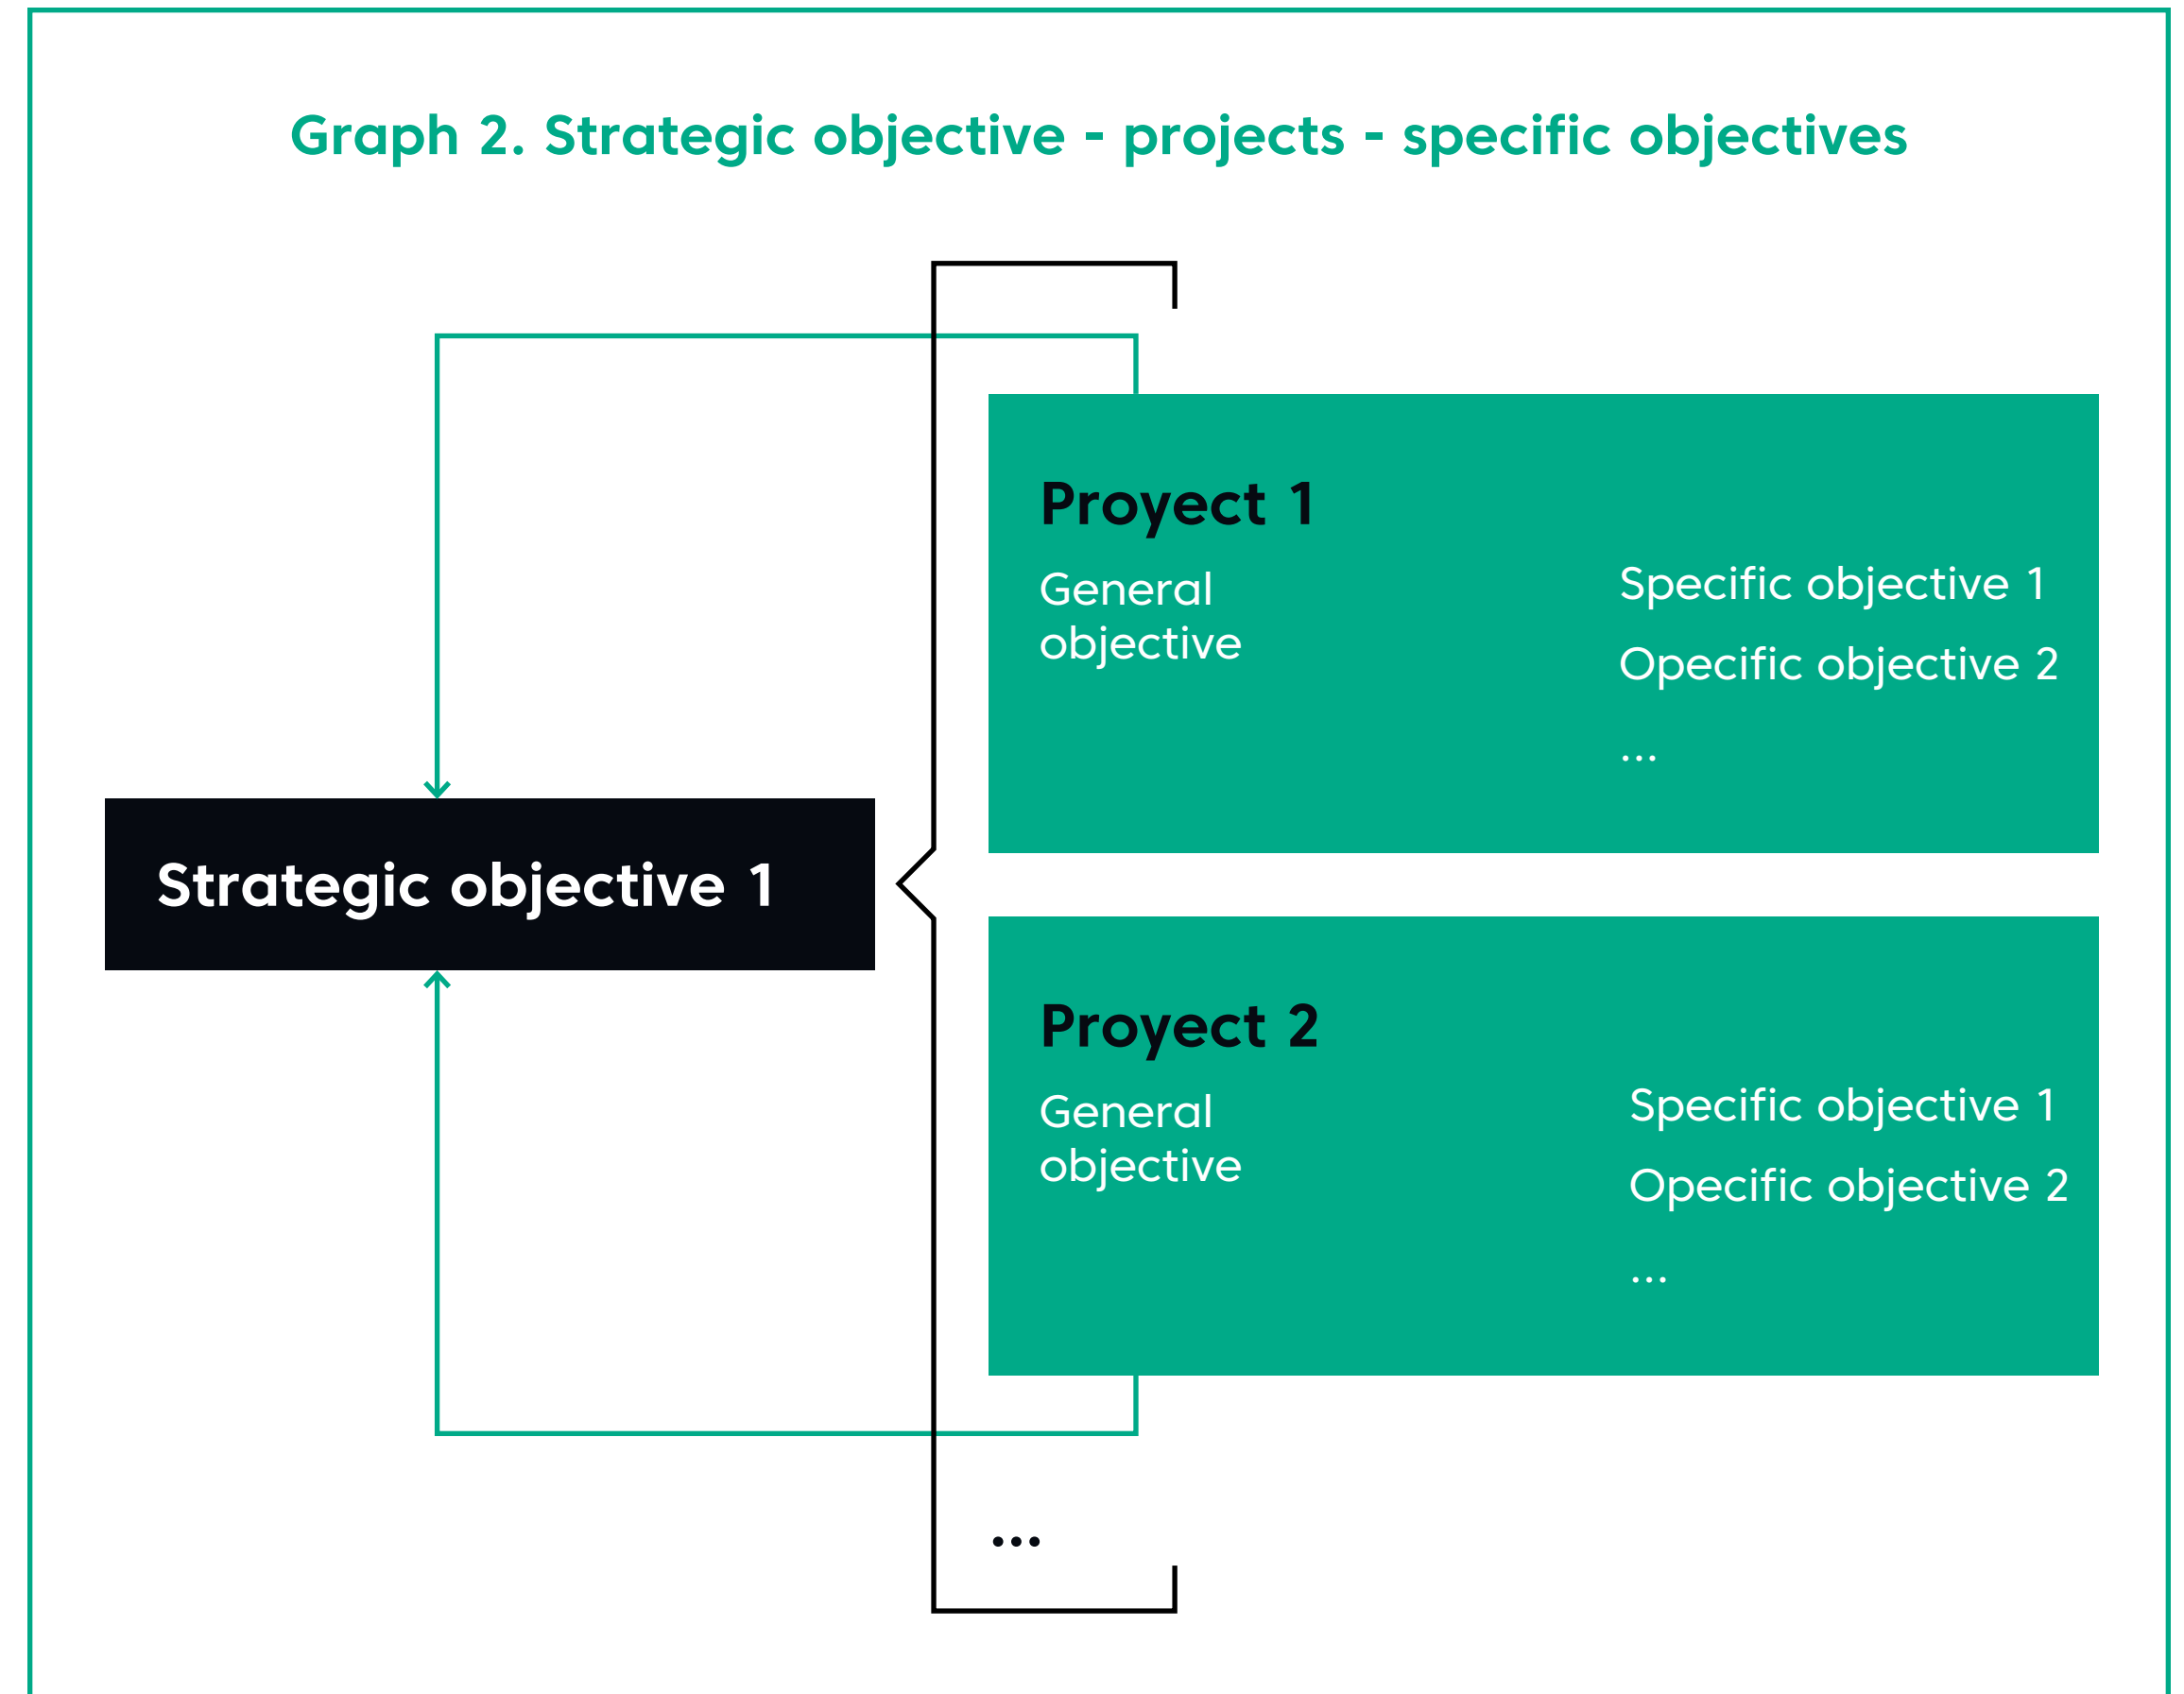 Graph 2. Strategic objective - projects - specific objectives
Proyect 1
General
objective
Specific objective 1
Opecific objective 2
...
Strategic objective 1
Proyect 2
General
objective
Specific objective 1
Opecific objective 2
...
...